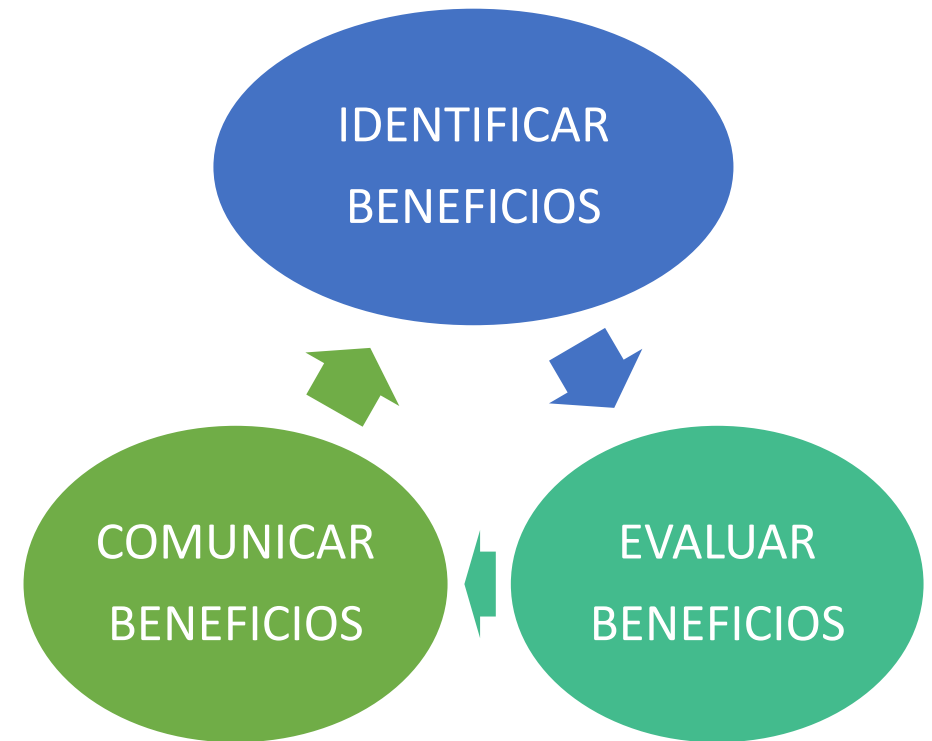 IDENTIFICAR
BENEFICIOS
EVALUAR
BENEFICIOS
COMUNICAR
BENEFICIOS